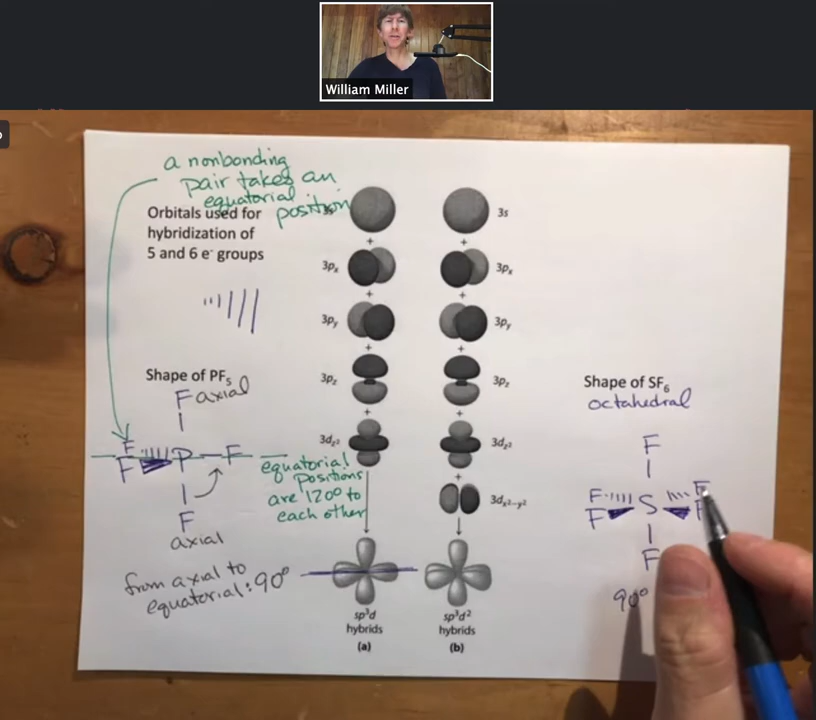 William Miller
a nonbonding
pair takes an
equatorial
position
Orbitals used for
hybridization of
5 and 6 e⁻ groups
3s
+
3pₓ
+
3pᵧ
+
3p_z
+
3d_z²
sp³d
hybrids
(a)
3s
+
3pₓ
+
3pᵧ
+
3p_z
+
3d_z²
+
3d_x²-y²
sp³d²
hybrids
(b)
Shape of PF₅
F axial
F
F P F
F
axial
equatorial
positions
are 120° to
each other
from axial to
equatorial: 90°
Shape of SF₆
octahedral
F
F F
F S F
F
90°